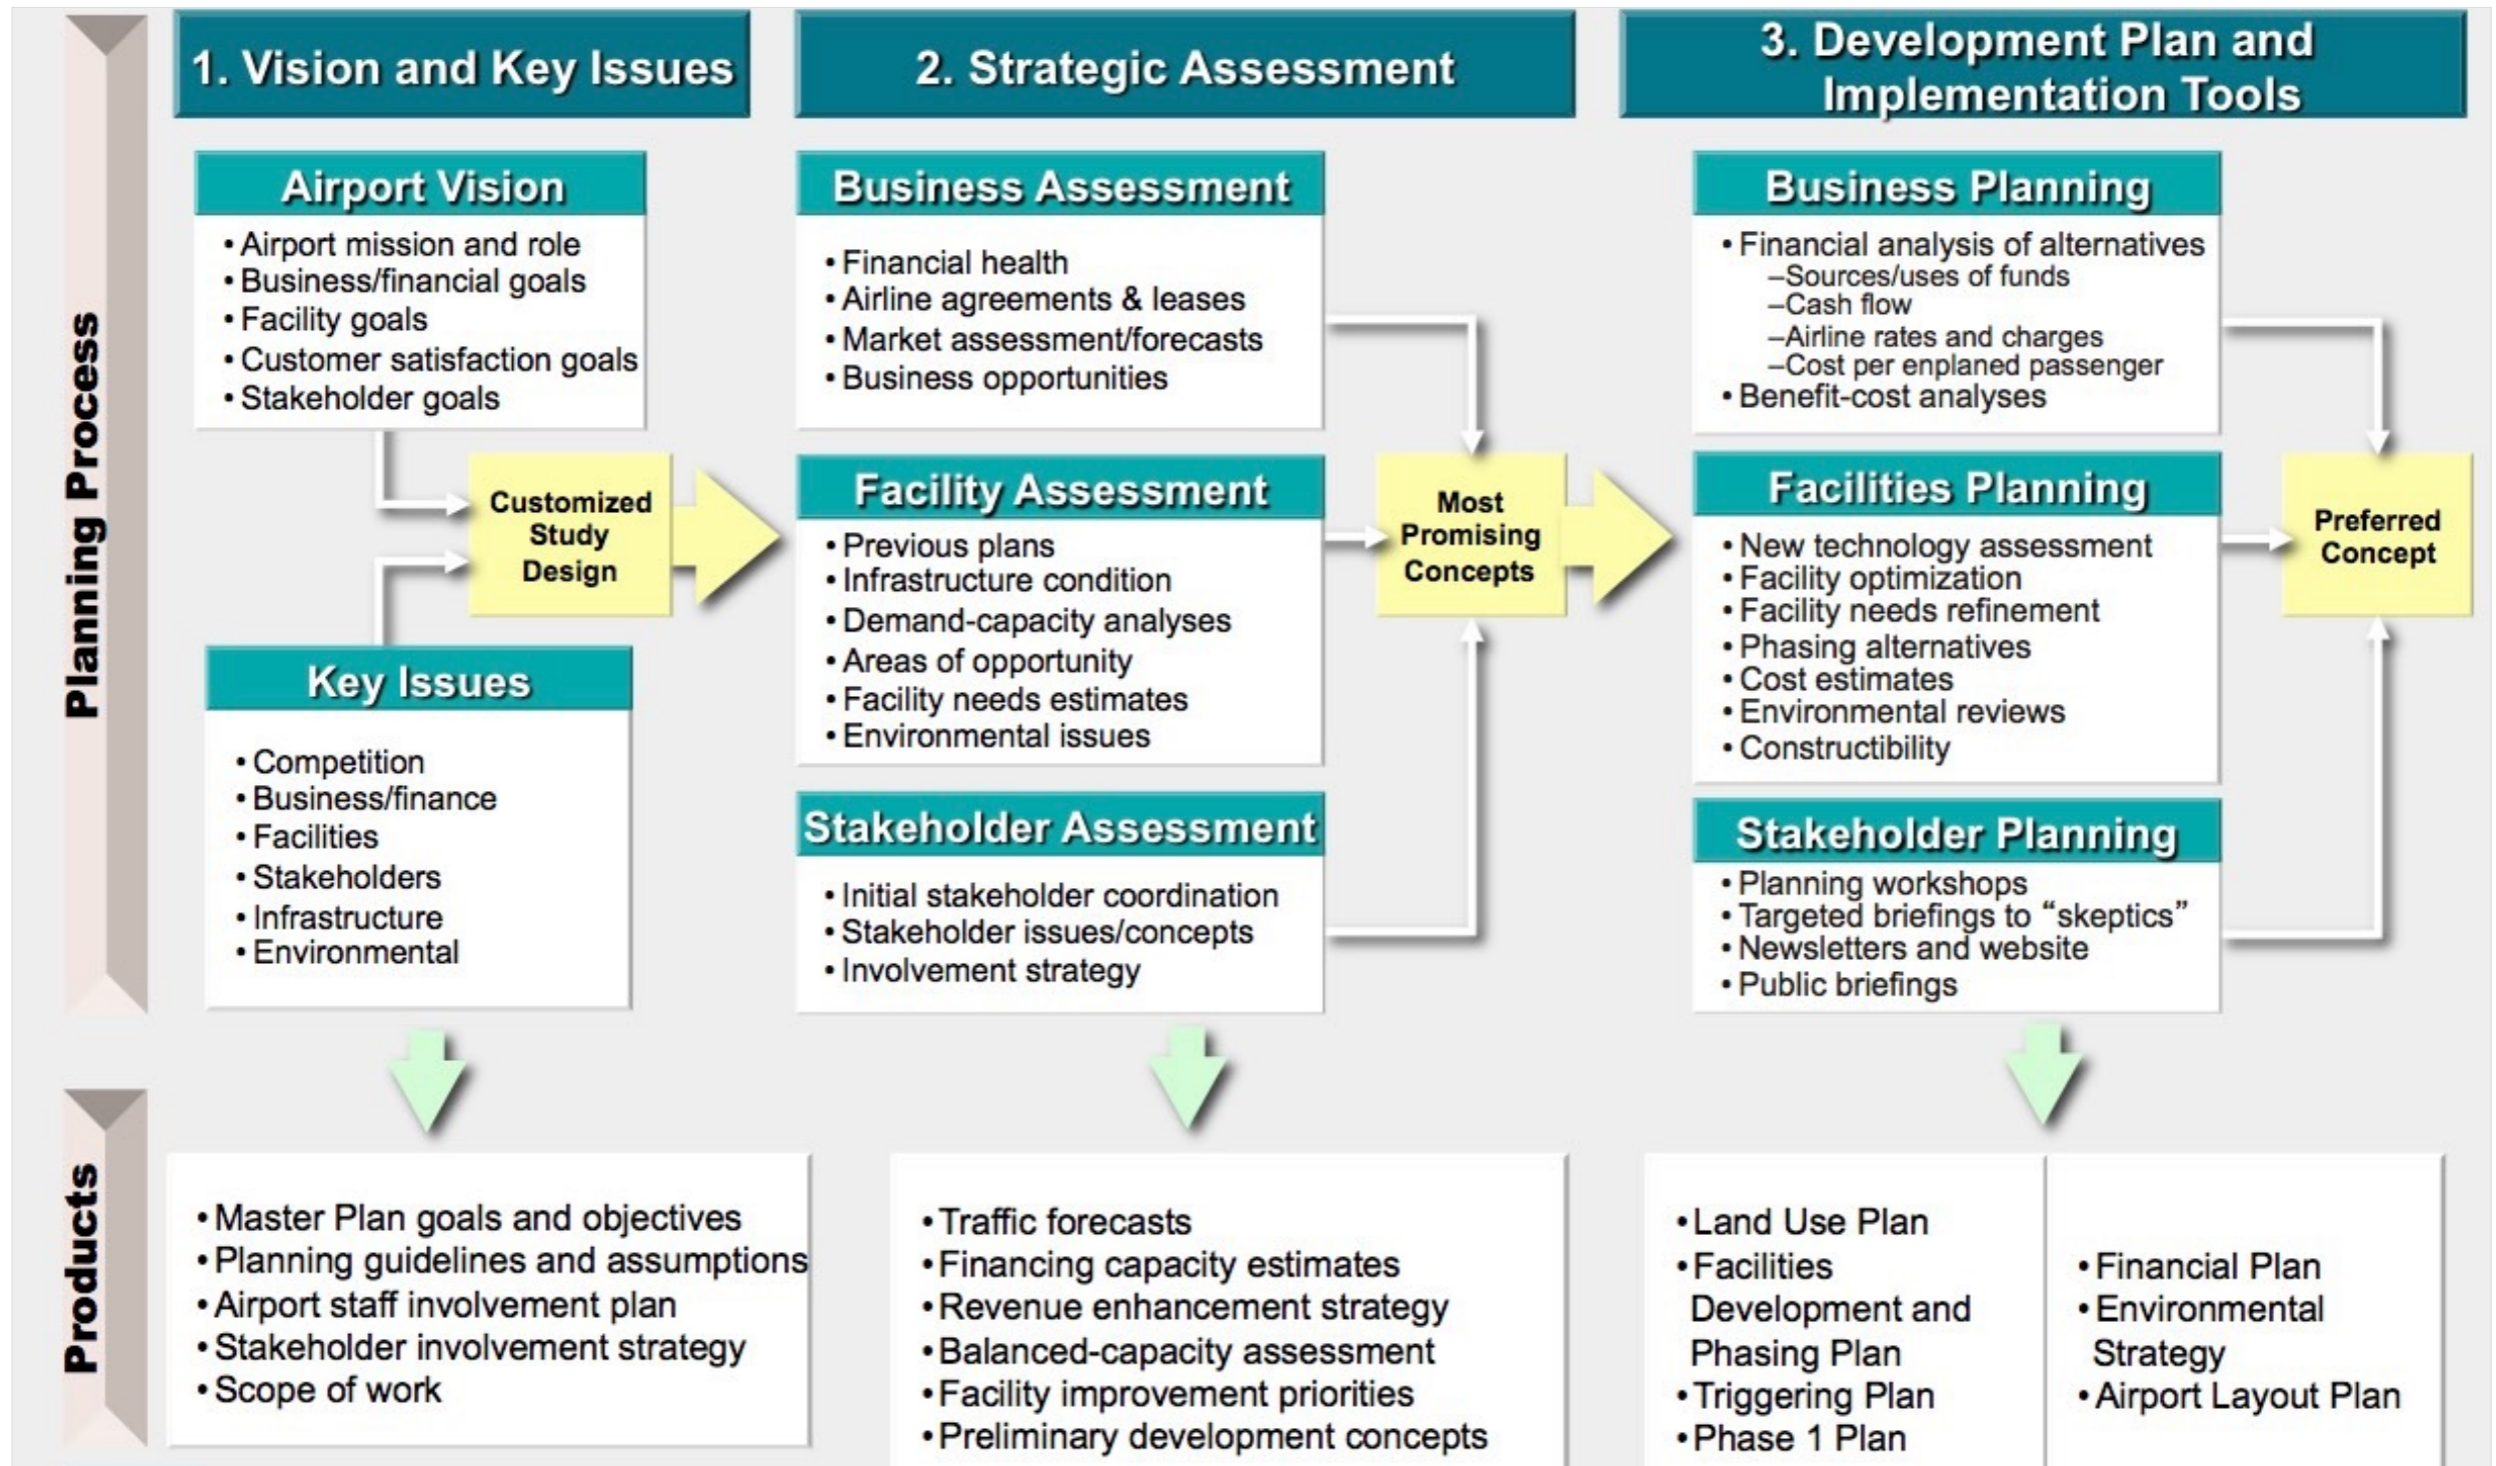 1. Vision and Key Issues
2. Strategic Assessment
3. Development Plan and
Implementation Tools
Planning Process
Airport Vision
• Airport mission and role
• Business/financial goals
• Facility goals
• Customer satisfaction goals
• Stakeholder goals
Customized
Study
Design
Key Issues
• Competition
• Business/finance
• Facilities
• Stakeholders
• Infrastructure
• Environmental
Business Assessment
• Financial health
• Airline agreements & leases
• Market assessment/forecasts
• Business opportunities
Facility Assessment
• Previous plans
• Infrastructure condition
• Demand-capacity analyses
• Areas of opportunity
• Facility needs estimates
• Environmental issues
Stakeholder Assessment
• Initial stakeholder coordination
• Stakeholder issues/concepts
• Involvement strategy
Most
Promising
Concepts
Business Planning
• Financial analysis of alternatives
–Sources/uses of funds
–Cash flow
–Airline rates and charges
–Cost per enplaned passenger
• Benefit-cost analyses
Facilities Planning
• New technology assessment
• Facility optimization
• Facility needs refinement
• Phasing alternatives
• Cost estimates
• Environmental reviews
• Constructibility
Stakeholder Planning
• Planning workshops
• Targeted briefings to “skeptics”
• Newsletters and website
• Public briefings
Preferred
Concept
Products
• Master Plan goals and objectives
• Planning guidelines and assumptions
• Airport staff involvement plan
• Stakeholder involvement strategy
• Scope of work
• Traffic forecasts
• Financing capacity estimates
• Revenue enhancement strategy
• Balanced-capacity assessment
• Facility improvement priorities
• Preliminary development concepts
• Land Use Plan
• Facilities
Development and
Phasing Plan
• Triggering Plan
• Phase 1 Plan
• Financial Plan
• Environmental
Strategy
• Airport Layout Plan